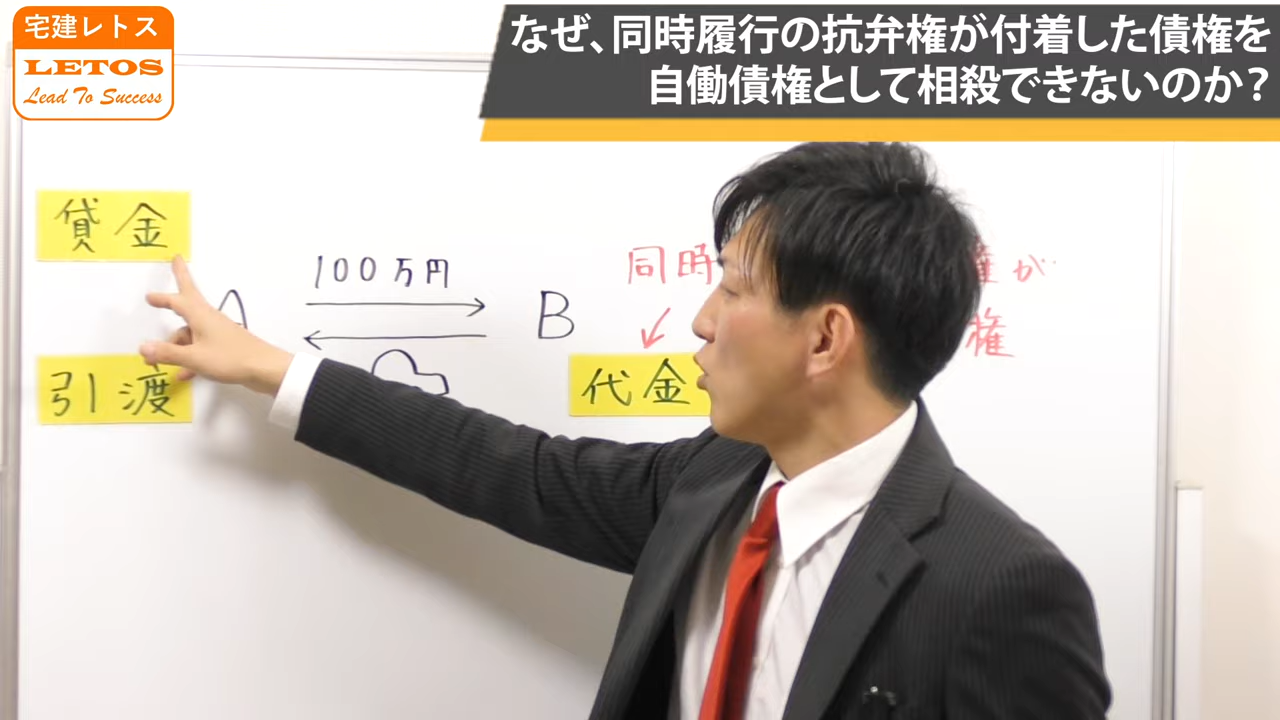 宅建レトス
LETOS
Lead To Success
なぜ、同時履行の抗弁権が付着した債権を
自働債権として相殺できないのか？
貸金
100万円
A
B
引渡
同時
権が
権
代金